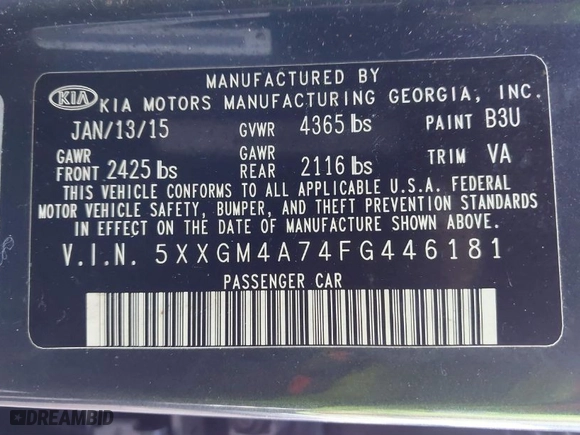 MANUFACTURED BY
KIA KIA MOTORS MANUFACTURING GEORGIA, INC.
JAN/13/15 GVWR 4365 lbs PAINT B3U
GAWR FRONT 2425 lbs GAWR REAR 2116 lbs TRIM VA
THIS VEHICLE CONFORMS TO ALL APPLICABLE U.S.A. FEDERAL
MOTOR VEHICLE SAFETY, BUMPER, AND THEFT PREVENTION STANDARDS
IN EFFECT ON THE DATE OF MANUFACTURE SHOWN ABOVE.
V.I.N. 5XXGM4A74FG446181
PASSENGER CAR
DREAMBID